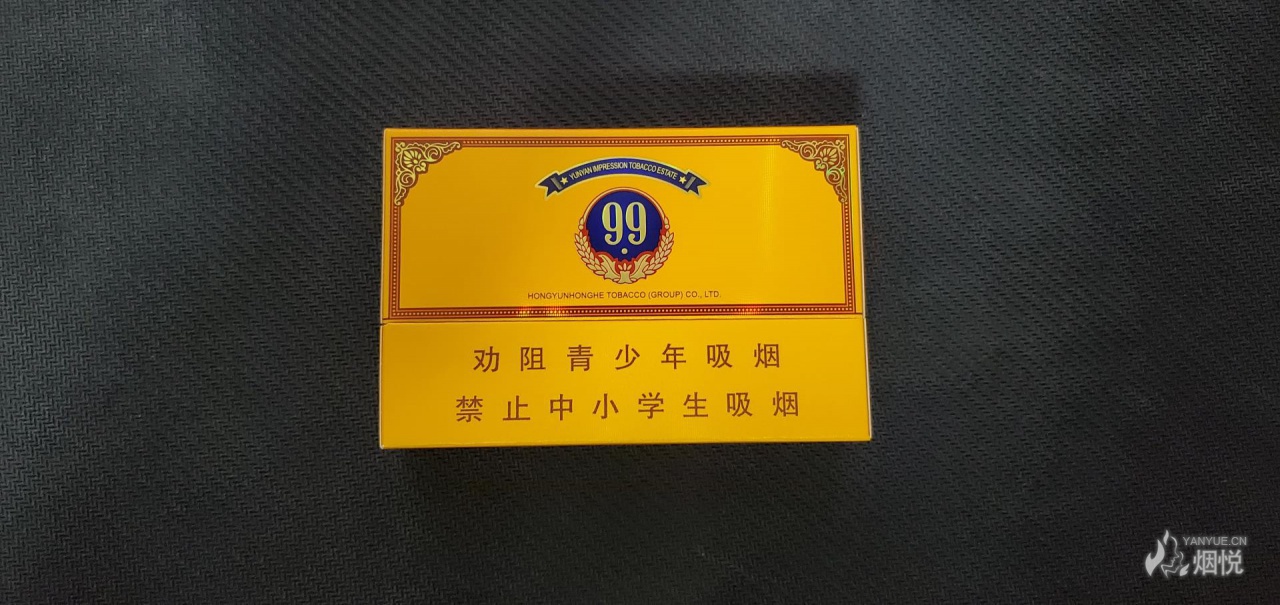 YUNYAN IMPRESSION TOBACCO ESTATE
99
HONGYUNHONGHE TOBACCO (GROUP) CO., LTD.
劝阻青少年吸烟
禁止中小学生吸烟
YANYUE.CN
烟悦